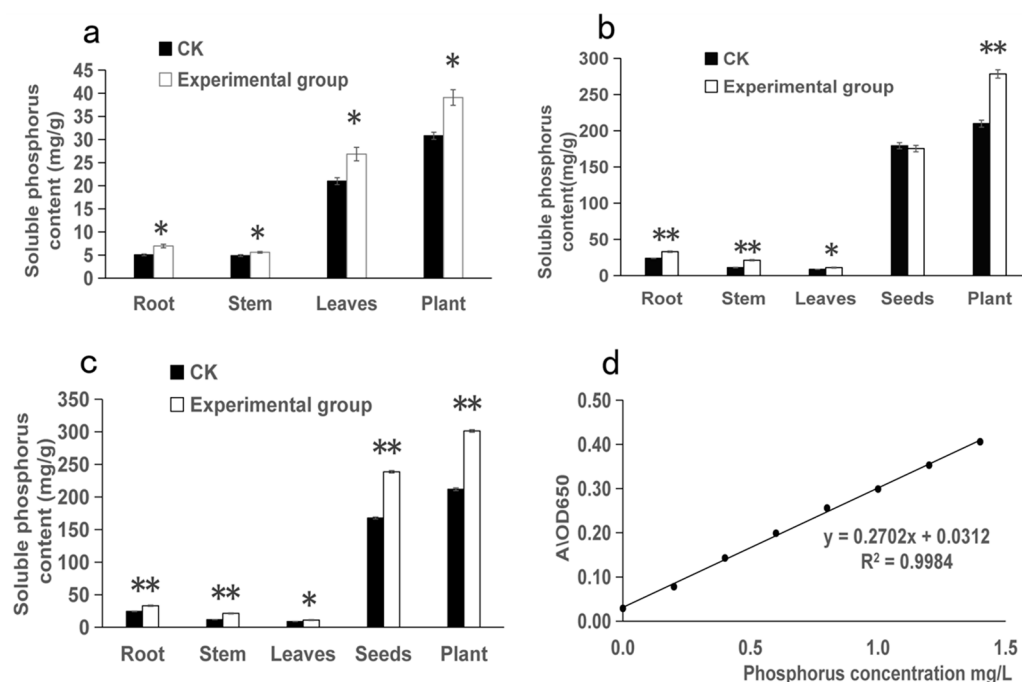 a
CK
Experimental group
Soluble phosphorus
content (mg/g)
45
40
35
30
25
20
15
10
5
0
*
*
*
*
Root Stem Leaves Plant
b
CK
Experimental group
Soluble phosphorus
content(mg/g)
300
250
200
150
100
50
0
**
**
*
**
Root Stem Leaves Seeds Plant
c
CK
Experimental group
Soluble phosphorus
content (mg/g)
350
300
250
200
150
100
50
0
**
**
*
**
**
Root Stem Leaves Seeds Plant
d
A\OD650
0.50
0.40
0.30
0.20
0.10
0.00
y = 0.2702x + 0.0312
R² = 0.9984
0.0 0.5 1.0 1.5
Phosphorus concentration mg/L